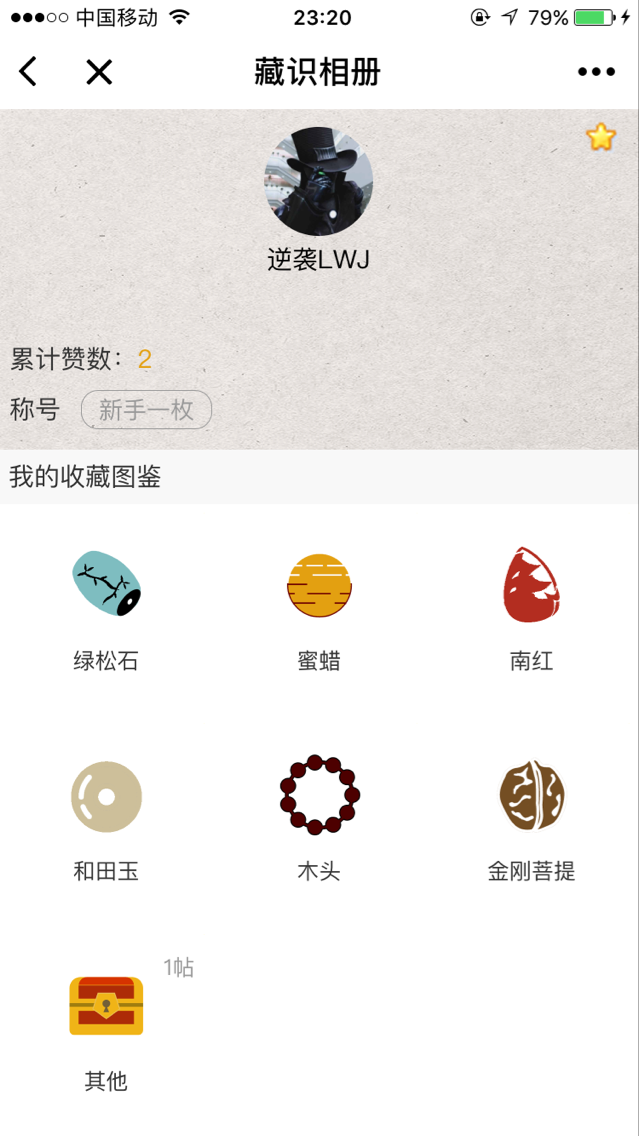 中国移动 23:20 79%
藏识相册
逆袭LWJ
累计赞数：2
称号 新手一枚
我的收藏图鉴
绿松石 蜜蜡 南红
和田玉 木头 金刚菩提
1帖
其他